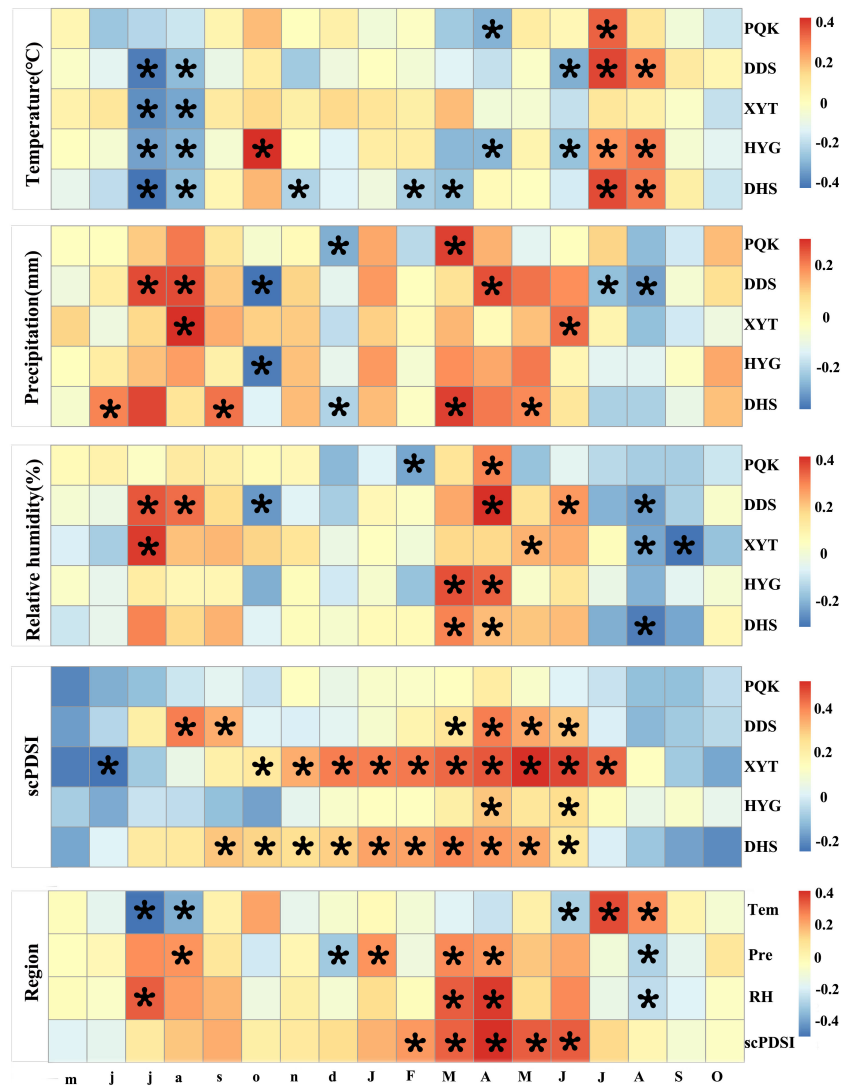 Temperature(℃)
PQK
DDS
XYT
HYG
DHS
0.4
0.2
0
-0.2
-0.4
Precipitation(mm)
PQK
DDS
XYT
HYG
DHS
0.2
0
-0.2
Relative humidity(%)
PQK
DDS
XYT
HYG
DHS
0.4
0.2
0
-0.2
scPDSI
PQK
DDS
XYT
HYG
DHS
0.4
0.2
0
-0.2
Region
Tem
Pre
RH
scPDSI
0.4
0.2
0
-0.2
-0.4
m j j a s o n d J F M A M J J A S O